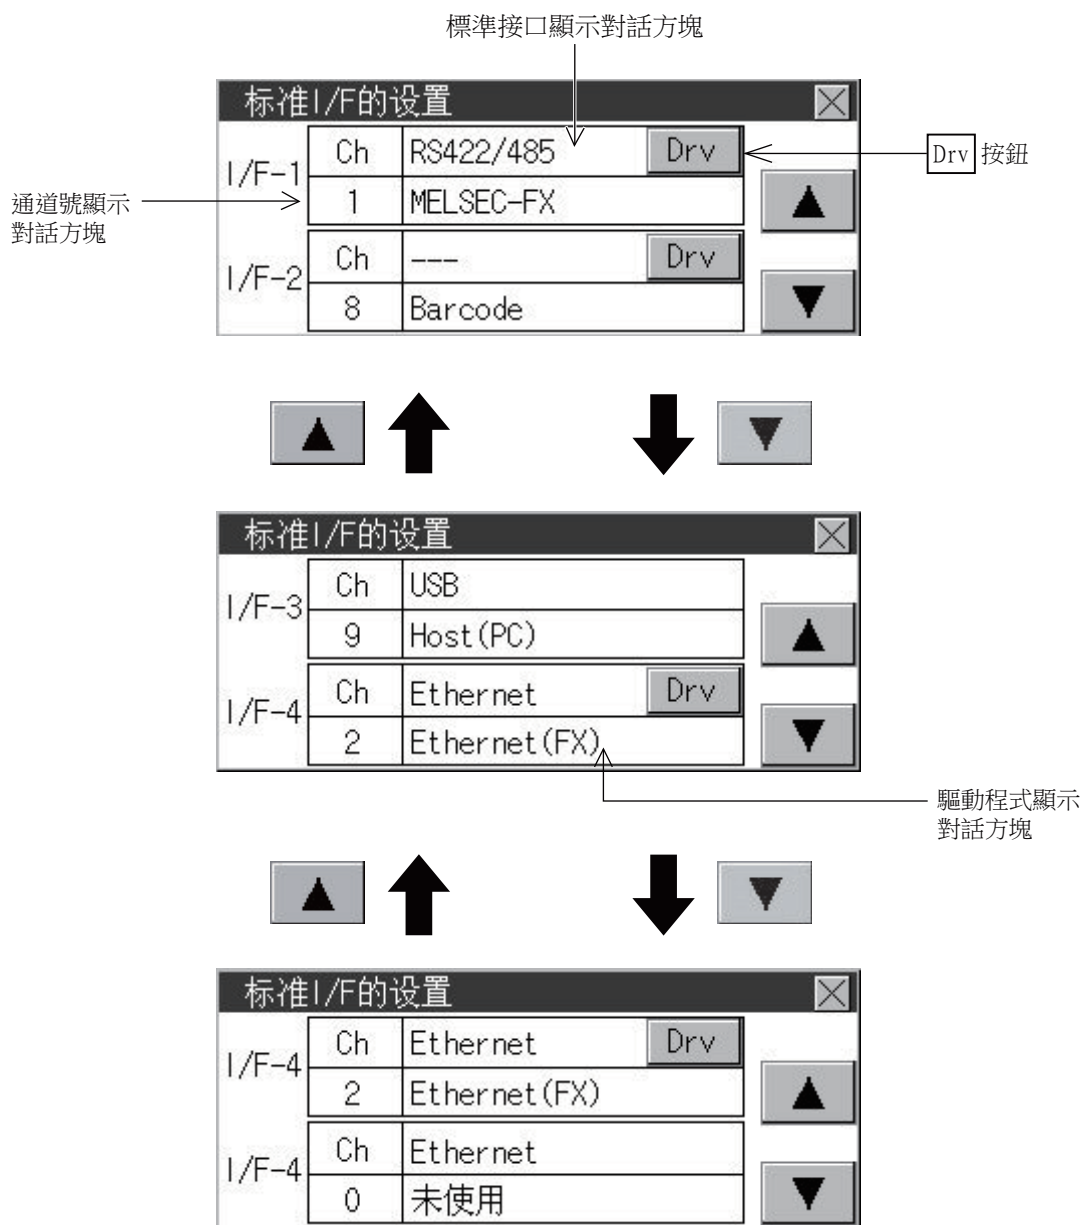 標準接口顯示對話方塊
标准I/F的设置
I/F-1
Ch
RS422/485
Drv
Drv 按鈕
1
MELSEC-FX
通道號顯示
對話方塊
I/F-2
Ch
---
Drv
8
Barcode
标准I/F的设置
I/F-3
Ch
USB
9
Host(PC)
I/F-4
Ch
Ethernet
Drv
2
Ethernet(FX)
驅動程式顯示
對話方塊
标准I/F的设置
I/F-4
Ch
Ethernet
Drv
2
Ethernet(FX)
I/F-4
Ch
Ethernet
0
未使用